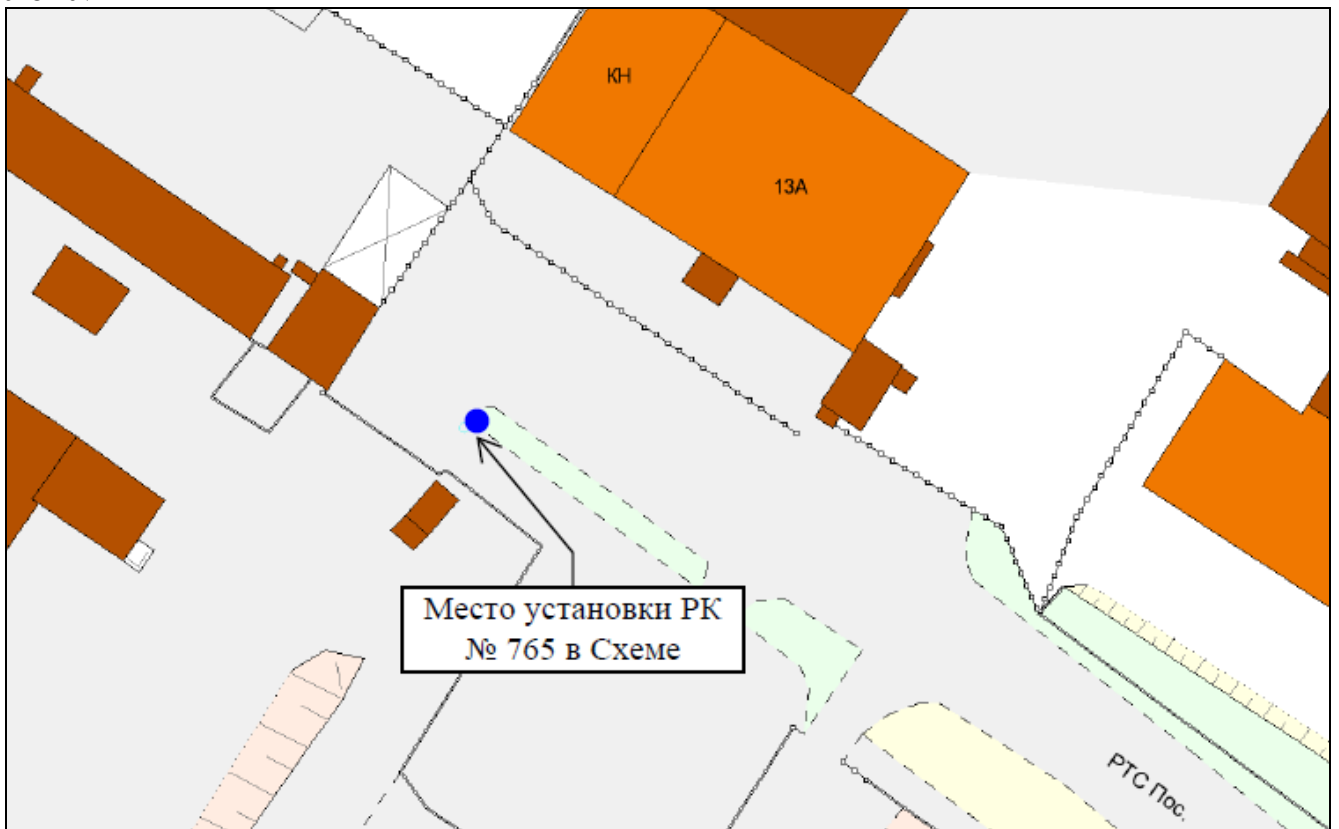 КН
13А
Место установки РК
№ 765 в Схеме
РТС Пос.